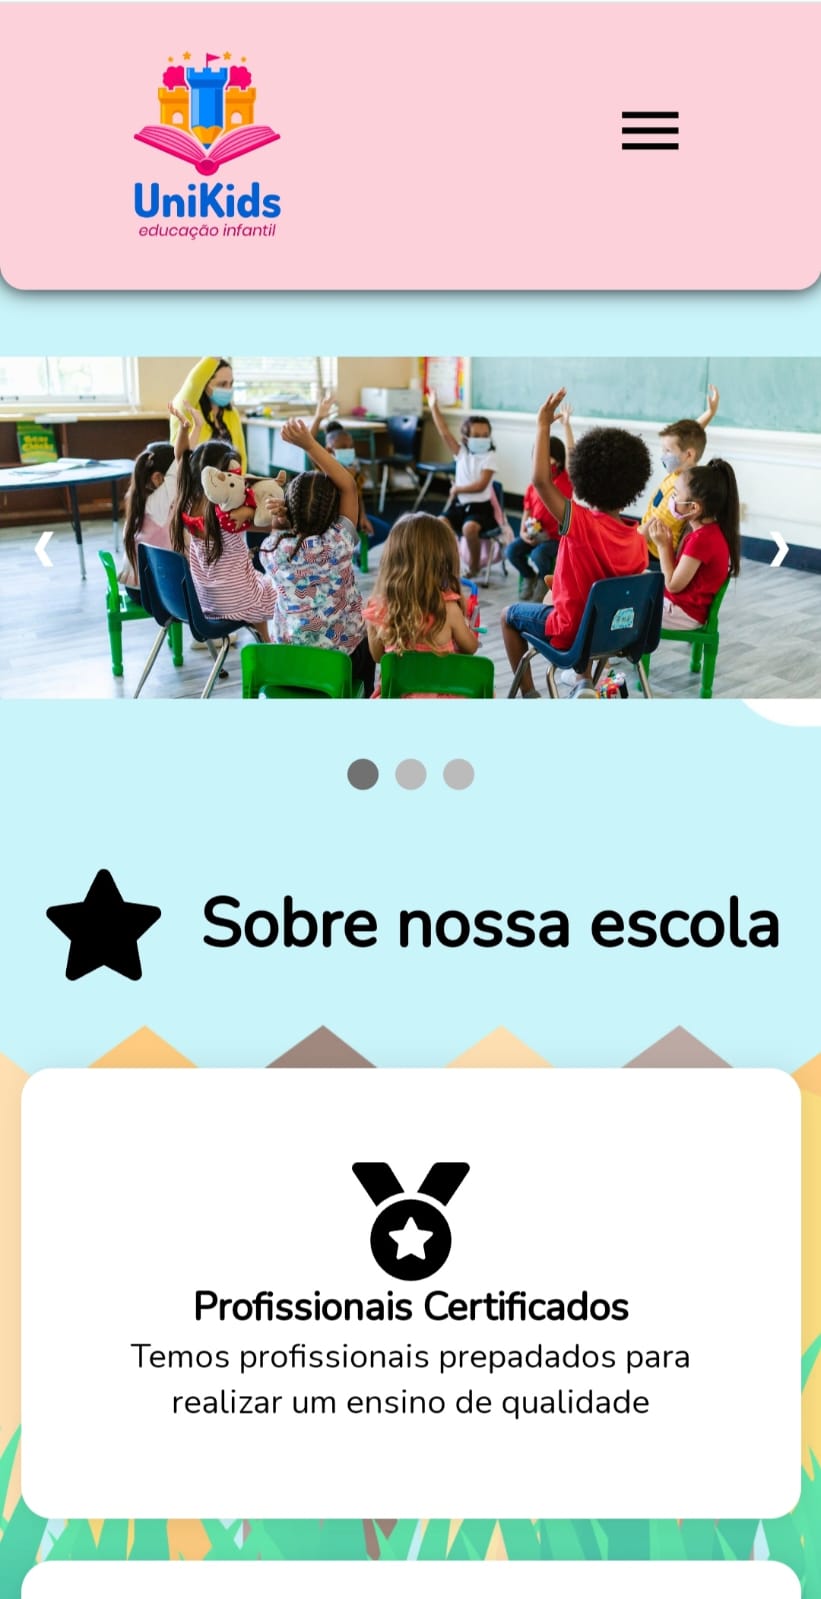 UniKids
educação infantil
Sobre nossa escola
Profissionais Certificados
Temos profissionais prepadados para
realizar um ensino de qualidade